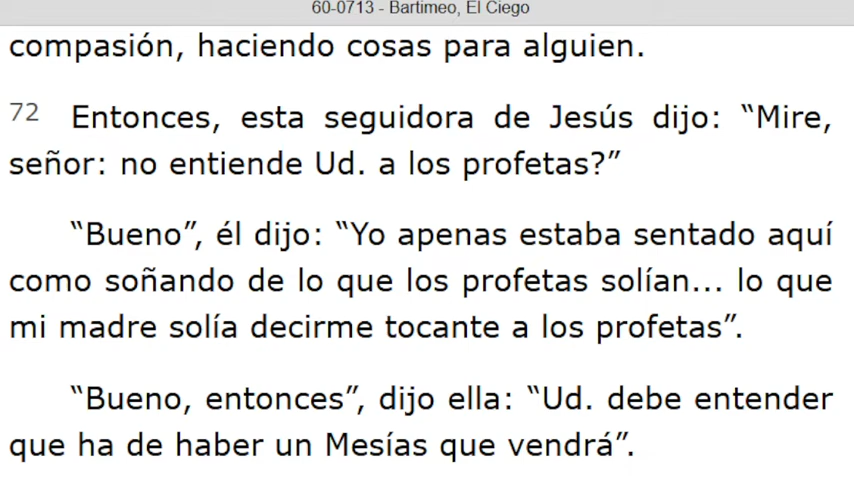 60-0713 - Bartimeo, El Ciego
compasión, haciendo cosas para alguien.
72 Entonces, esta seguidora de Jesús dijo: “Mire,
señor: no entiende Ud. a los profetas?”
“Bueno”, él dijo: “Yo apenas estaba sentado aquí
como soñando de lo que los profetas solían... lo que
mi madre solía decirme tocante a los profetas”.
“Bueno, entonces”, dijo ella: “Ud. debe entender
que ha de haber un Mesías que vendrá”.